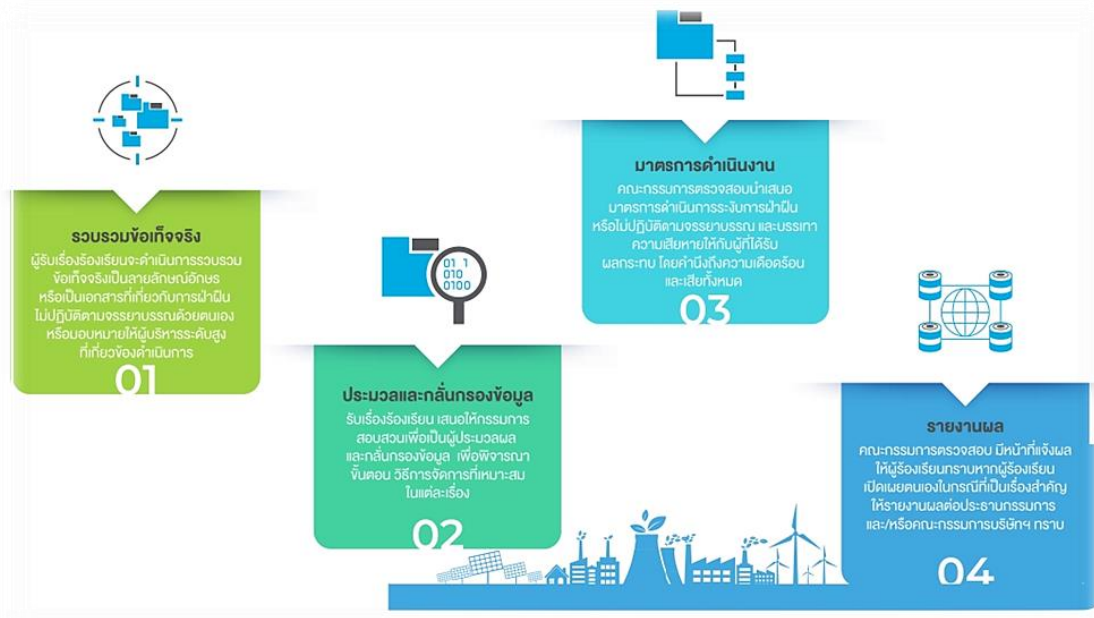 รวบรวมข้อเท็จจริง
ผู้รับเรื่องร้องเรียนจะดำเนินการรวบรวม
ข้อเท็จจริงเป็นลายลักษณ์อักษร
หรือเป็นเอกสารที่เกี่ยวกับการฝ่าฝืน
ไม่ปฏิบัติตามจรรยาบรรณด้วยตนเอง
หรือมอบหมายให้ผู้บริหารระดับสูง
ที่เกี่ยวข้องดำเนินการ
01
01 1
010
0100
ประมวลและกลั่นกรองข้อมูล
รับเรื่องร้องเรียน เสนอให้กรรมการ
สอบสวนเพื่อเป็นผู้ประมวลผล
และกลั่นกรองข้อมูล เพื่อพิจารณา
ขั้นตอน วิธีการจัดการที่เหมาะสม
ในแต่ละเรื่อง
02
มาตรการดำเนินงาน
คณะกรรมการตรวจสอบนำเสนอ
มาตรการดำเนินการระงับการฝ่าฝืน
หรือไม่ปฏิบัติตามจรรยาบรรณ และบรรเทา
ความเสียหายให้กับผู้ที่ได้รับ
ผลกระทบ โดยคำนึงถึงความเดือดร้อน
และเสียทั้งหมด
03
รายงานผล
คณะกรรมการตรวจสอบ มีหน้าที่แจ้งผล
ให้ผู้ร้องเรียนทราบหากผู้ร้องเรียน
เปิดเผยตนเองในกรณีที่เป็นเรื่องสำคัญ
ให้รายงานผลต่อประธานกรรมการ
และ/หรือคณะกรรมการบริษัทฯ ทราบ
04